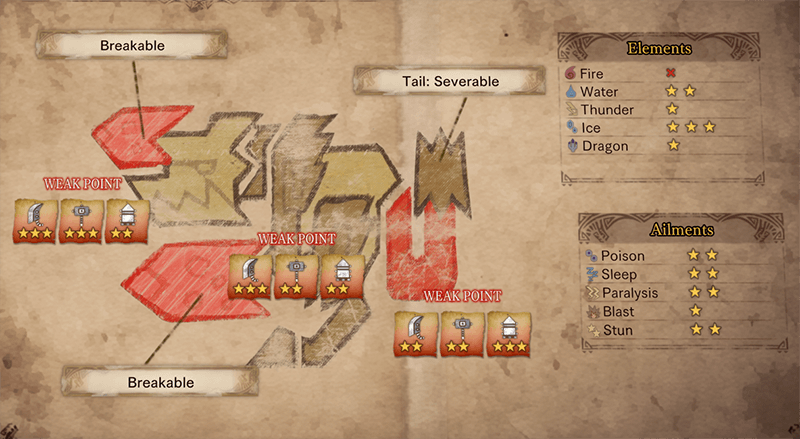 Breakable
Tail: Severable
WEAK POINT
WEAK POINT
WEAK POINT
Breakable
Elements
Fire
Water
Thunder
Ice
Dragon
Ailments
Poison
Sleep
Paralysis
Blast
Stun